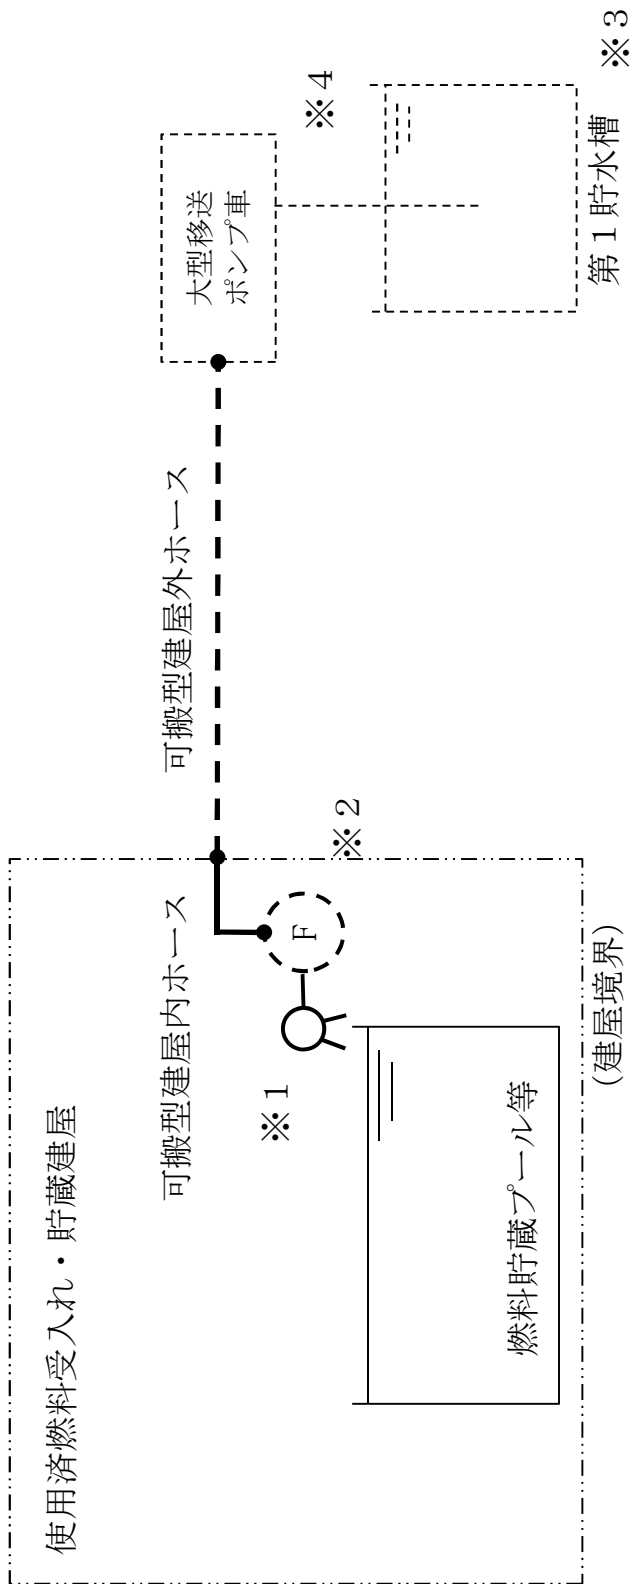 使用済燃料受入れ・貯蔵建屋
可搬型建屋内ホース
可搬型建屋外ホース
大型移送
ポンプ車
※4
※1
F
※2
燃料貯蔵プール等
(建屋境界)
第1貯水槽
※3